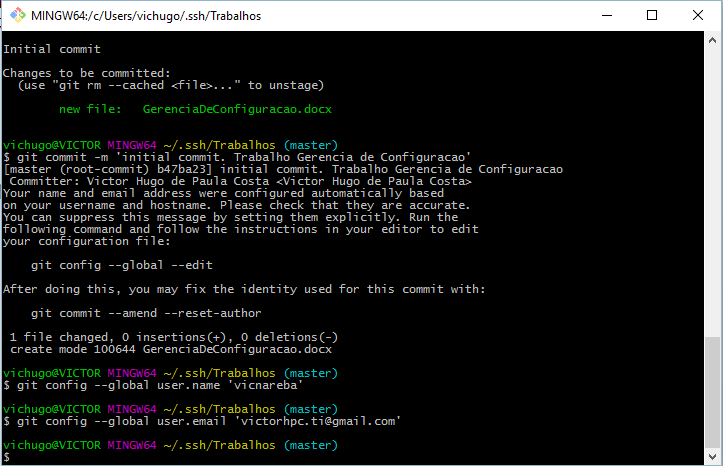 MINGW64:/c/Users/vichugo/.ssh/Trabalhos
Initial commit
Changes to be committed:
(use "git rm --cached <file>..." to unstage)
new file:   GerenciaDeConfiguracao.docx
vichugo@VICTOR MINGW64 ~/.ssh/Trabalhos (master)
$ git commit -m 'initial commit. Trabalho Gerencia de Configuracao'
[master (root-commit) b47ba23] initial commit. Trabalho Gerencia de Configuracao
Committer: Victor Hugo de Paula Costa <Victor Hugo de Paula Costa>
Your name and email address were configured automatically based
on your username and hostname. Please check that they are accurate.
You can suppress this message by setting them explicitly. Run the
following command and follow the instructions in your editor to edit
your configuration file:
git config --global --edit
After doing this, you may fix the identity used for this commit with:
git commit --amend --reset-author
1 file changed, 0 insertions(+), 0 deletions(-)
create mode 100644 GerenciaDeConfiguracao.docx
vichugo@VICTOR MINGW64 ~/.ssh/Trabalhos (master)
$ git config --global user.name 'vicnareba'
vichugo@VICTOR MINGW64 ~/.ssh/Trabalhos (master)
$ git config --global user.email 'victorhpc.ti@gmail.com'
vichugo@VICTOR MINGW64 ~/.ssh/Trabalhos (master)
$